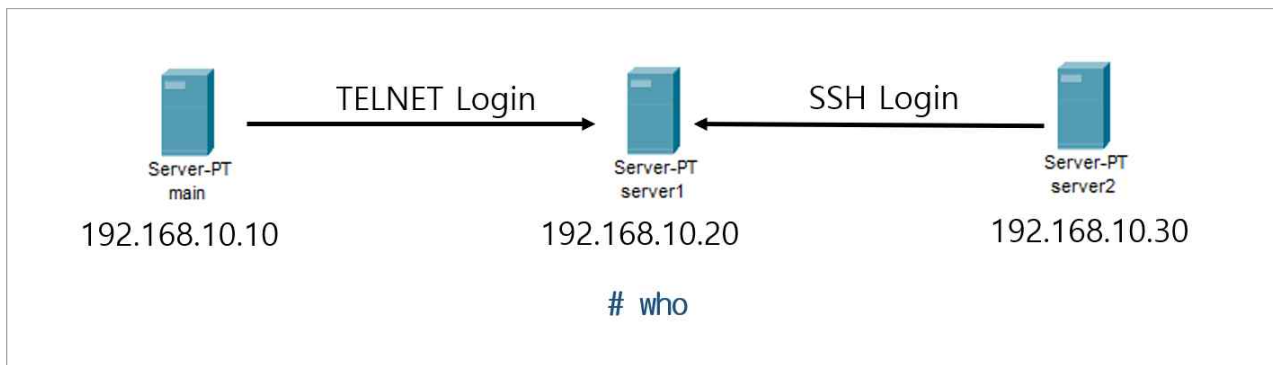 TELNET Login
SSH Login
Server-PT
main
Server-PT
server1
Server-PT
server2
192.168.10.10
192.168.10.20
192.168.10.30
# who